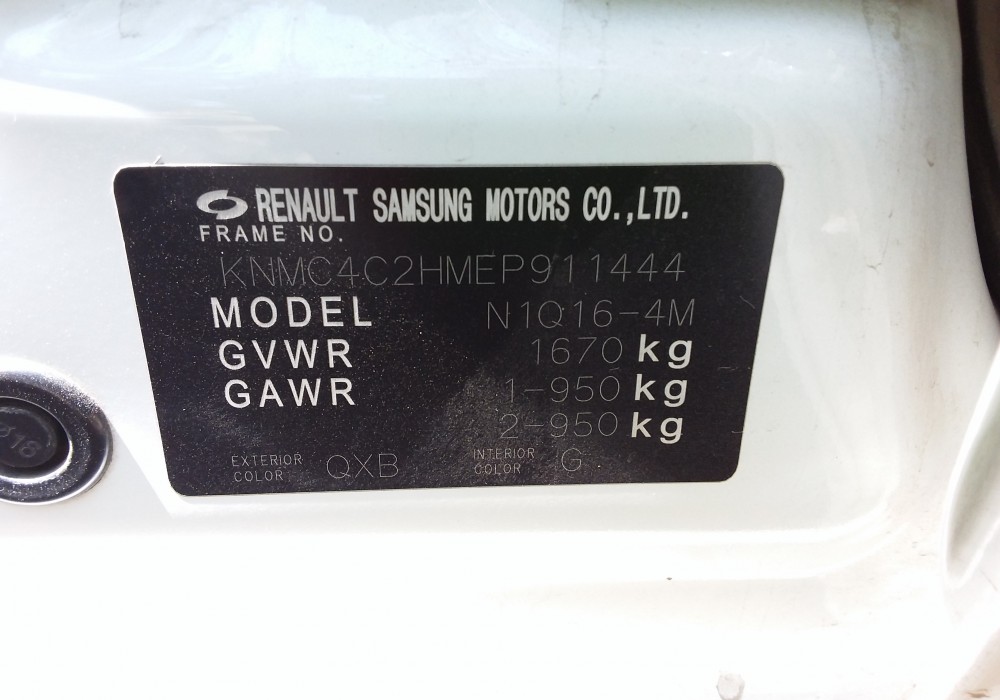 RENAULT SAMSUNG MOTORS CO.,LTD.
FRAME NO.
KNMC4C2HMEP911444
MODEL N1Q16-4M
GVWR 1670 kg
GAWR 1-950 kg
2-950 kg
EXTERIOR COLOR QXB INTERIOR COLOR G
ø18